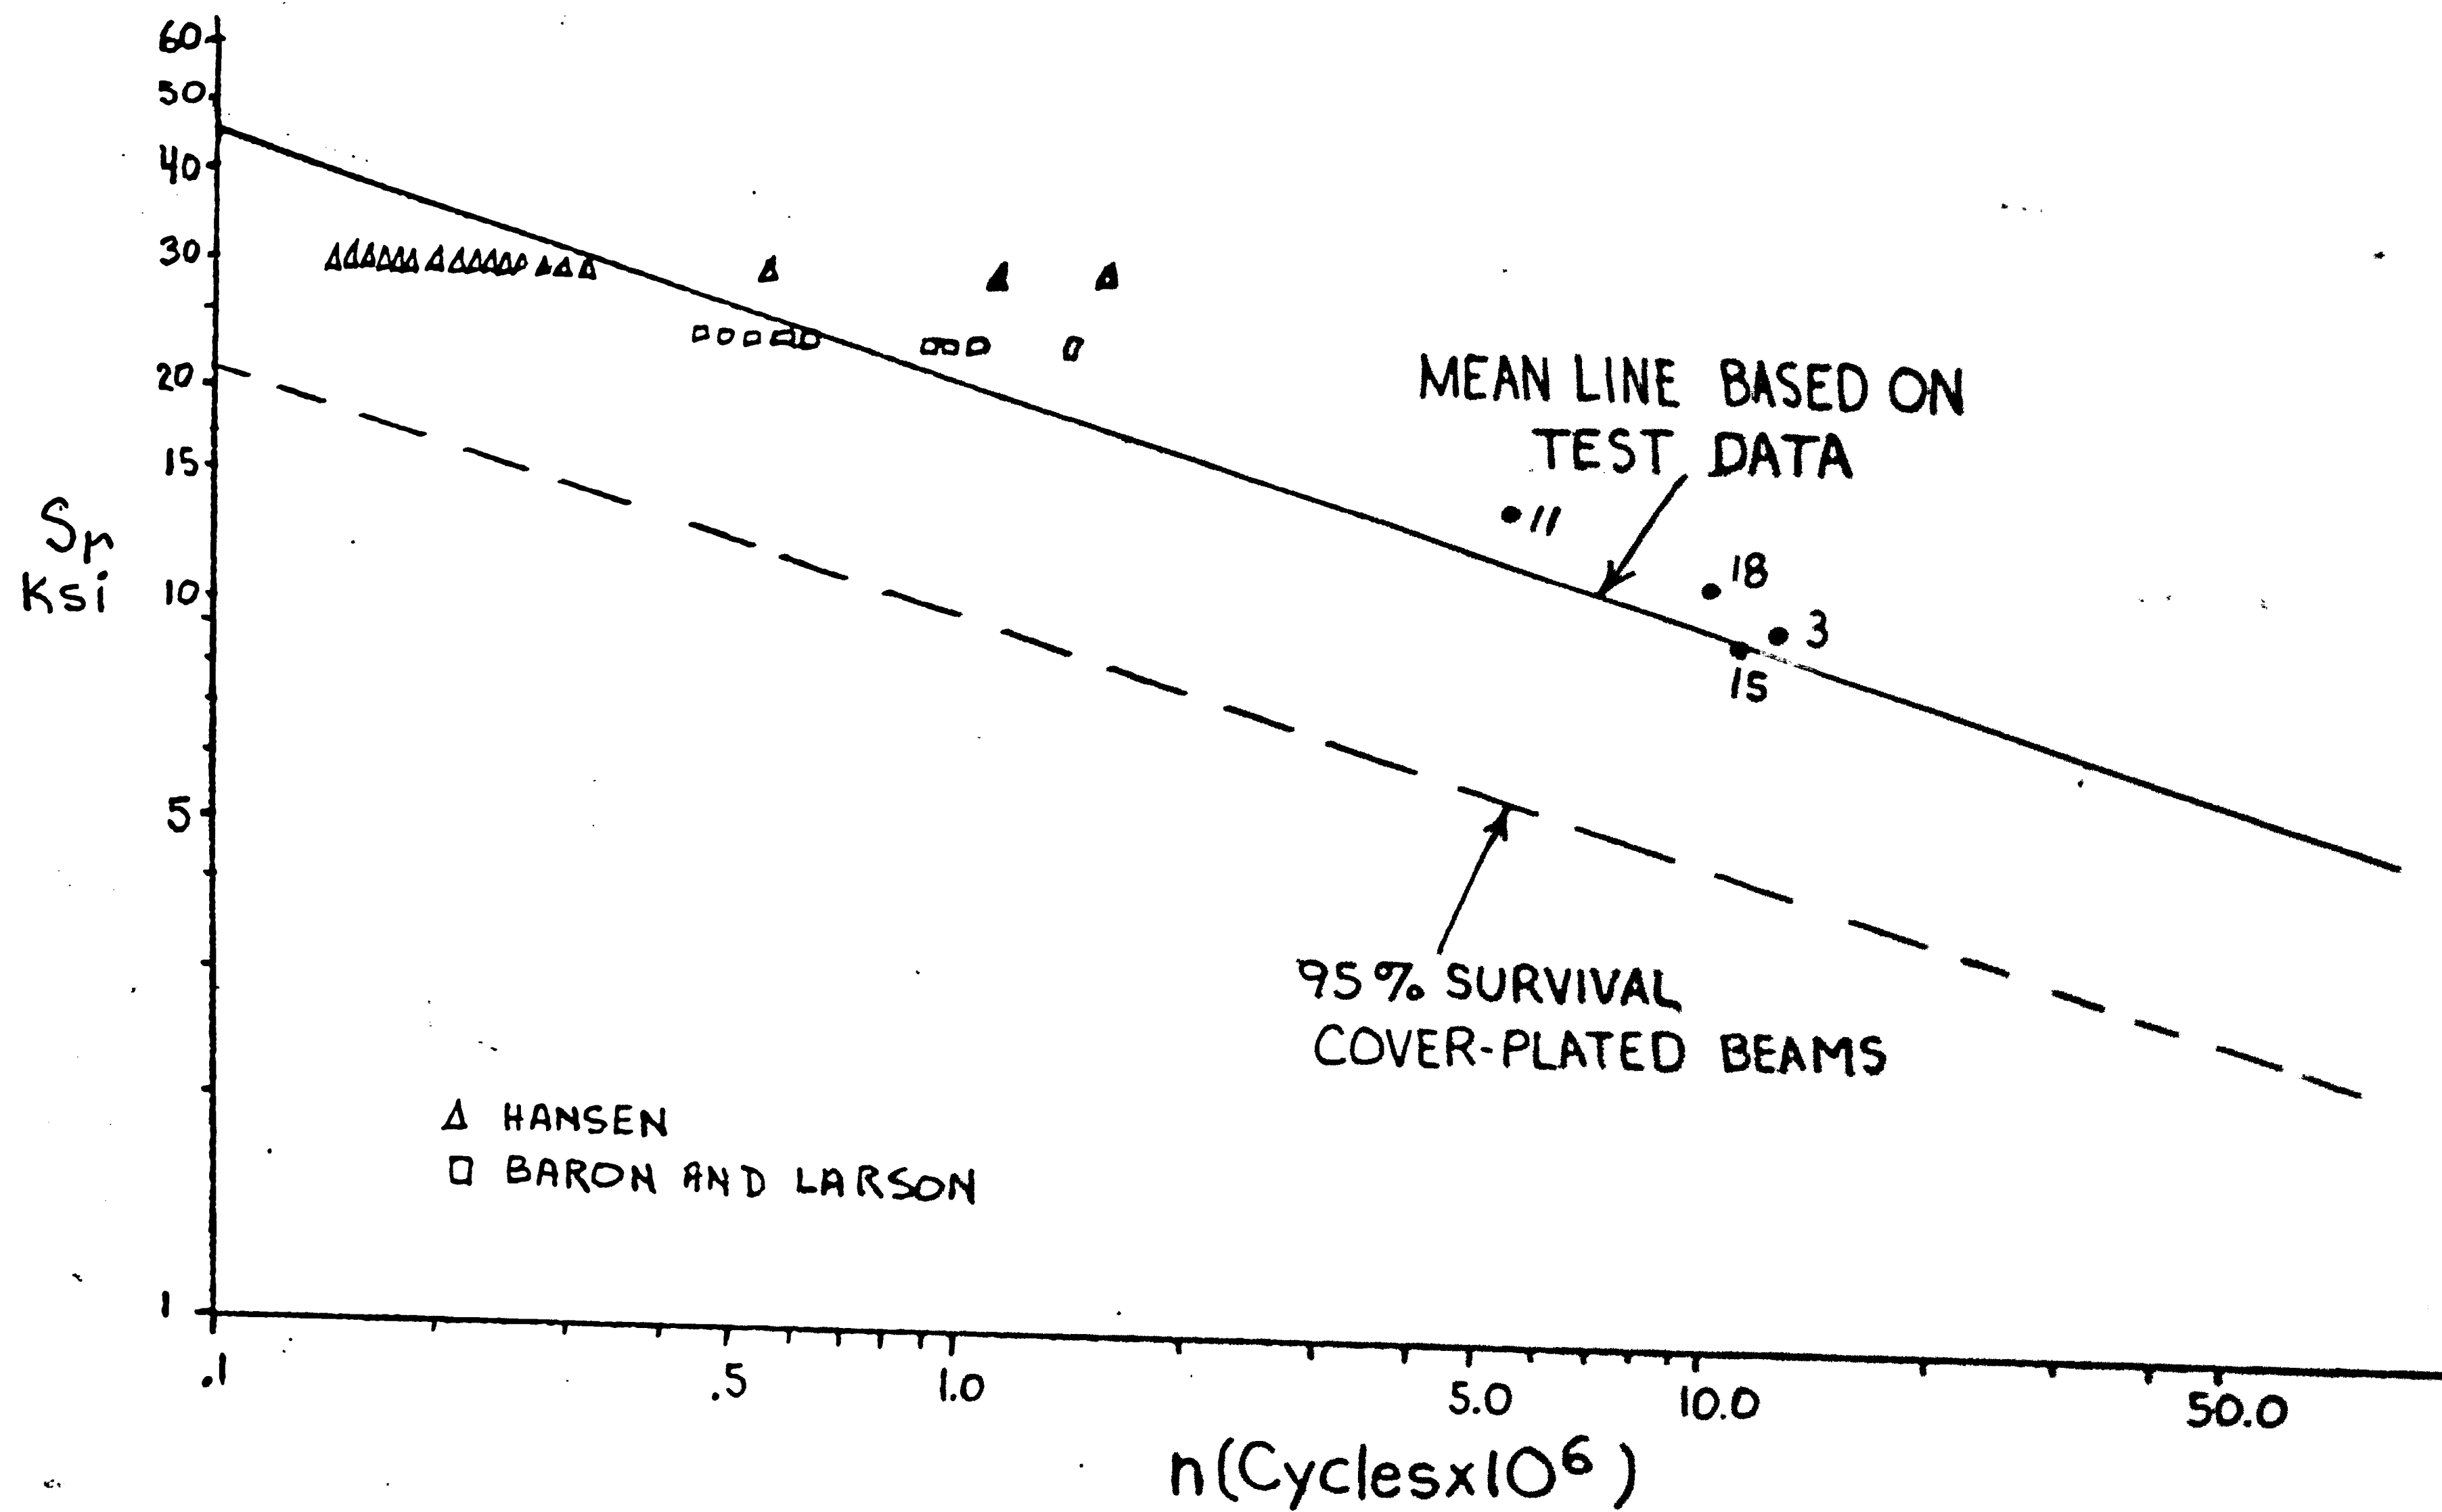 60
50
40
30
20
15
10
5
1
Sr
Ksi
MEAN LINE BASED ON
TEST DATA
11
18
3
15
95% SURVIVAL
COVER-PLATED BEAMS
Δ HANSEN
□ BARON AND LARSON
.1 .5 1.0 5.0 10.0 50.0
n(Cyclesx10⁶)